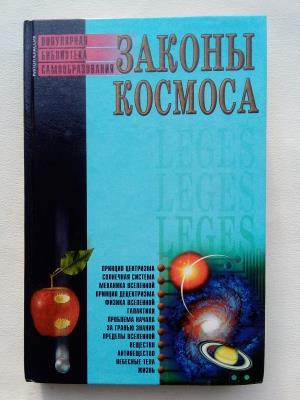 ПОПУЛЯРНАЯ
БИБЛИОТЕКА
САМООБРАЗОВАНИЯ
ЗАКОНЫ
КОСМОСА
LEGES
LEGES
LEGES
ПРИНЦИП ЦЕНТРИЗМА
СОЛНЕЧНАЯ СИСТЕМА
МЕХАНИКА ВСЕЛЕННОЙ
ПРИНЦИП ДЕЦЕНТРИЗМА
ФИЗИКА ВСЕЛЕННОЙ
ГАЛАКТИКИ
ПРОБЛЕМА НАЧАЛА
ЗА ГРАНЬЮ ЗНАНИЯ
ПРЕДЕЛЫ ВСЕЛЕННОЙ
ВЕЩЕСТВО
АНТИВЕЩЕСТВО
НЕБЕСНЫЕ ТЕЛА
ЖИЗНЬ